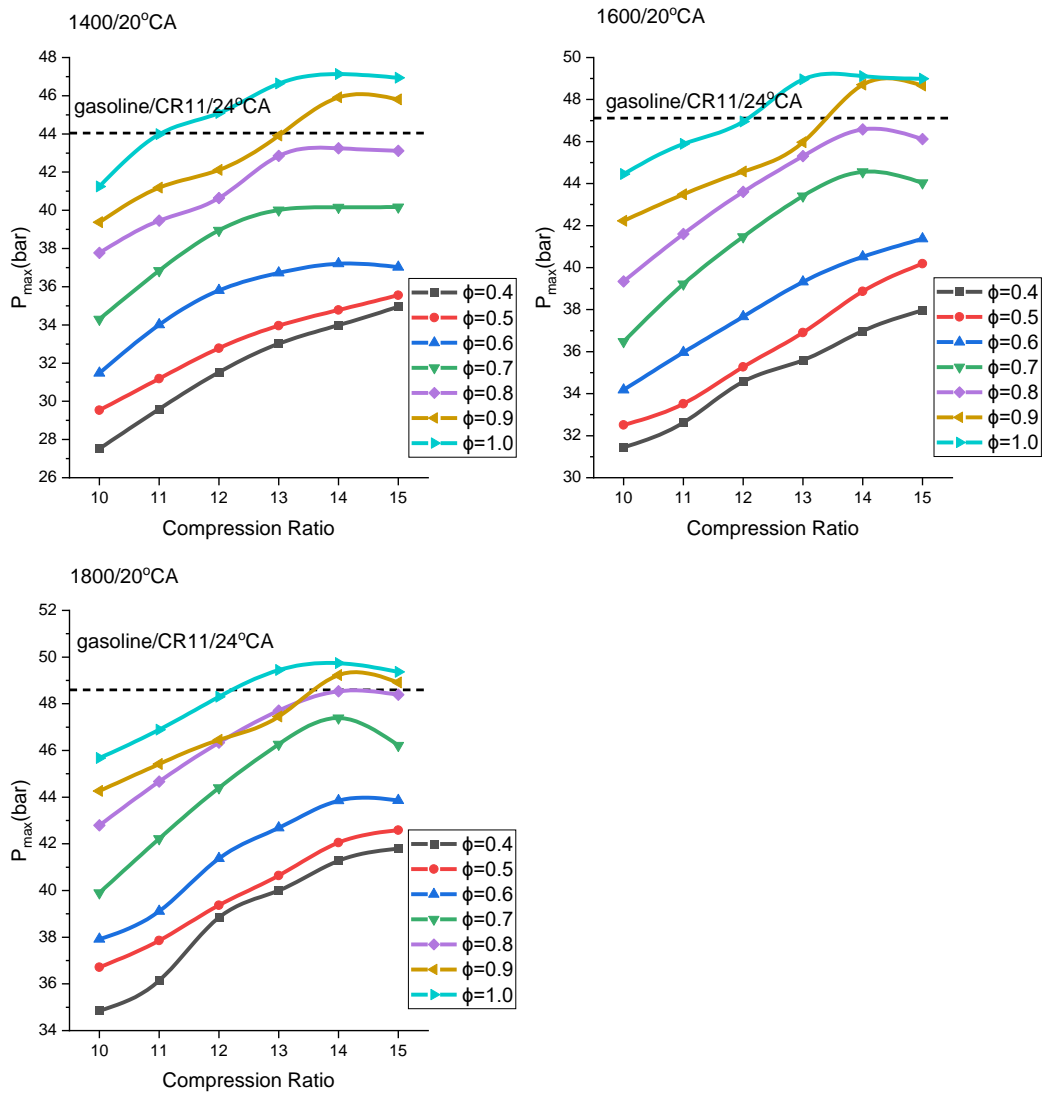 1400/20°CA
48
46
44
42
40
38
36
34
32
30
28
26
P_max(bar)
gasoline/CR11/24°CA
10 11 12 13 14 15
Compression Ratio
ϕ=0.4
ϕ=0.5
ϕ=0.6
ϕ=0.7
ϕ=0.8
ϕ=0.9
ϕ=1.0
1600/20°CA
50
48
46
44
42
40
38
36
34
32
30
P_max(bar)
gasoline/CR11/24°CA
10 11 12 13 14 15
Compression Ratio
ϕ=0.4
ϕ=0.5
ϕ=0.6
ϕ=0.7
ϕ=0.8
ϕ=0.9
ϕ=1.0
1800/20°CA
52
50
48
46
44
42
40
38
36
34
P_max(bar)
gasoline/CR11/24°CA
10 11 12 13 14 15
Compression Ratio
ϕ=0.4
ϕ=0.5
ϕ=0.6
ϕ=0.7
ϕ=0.8
ϕ=0.9
ϕ=1.0